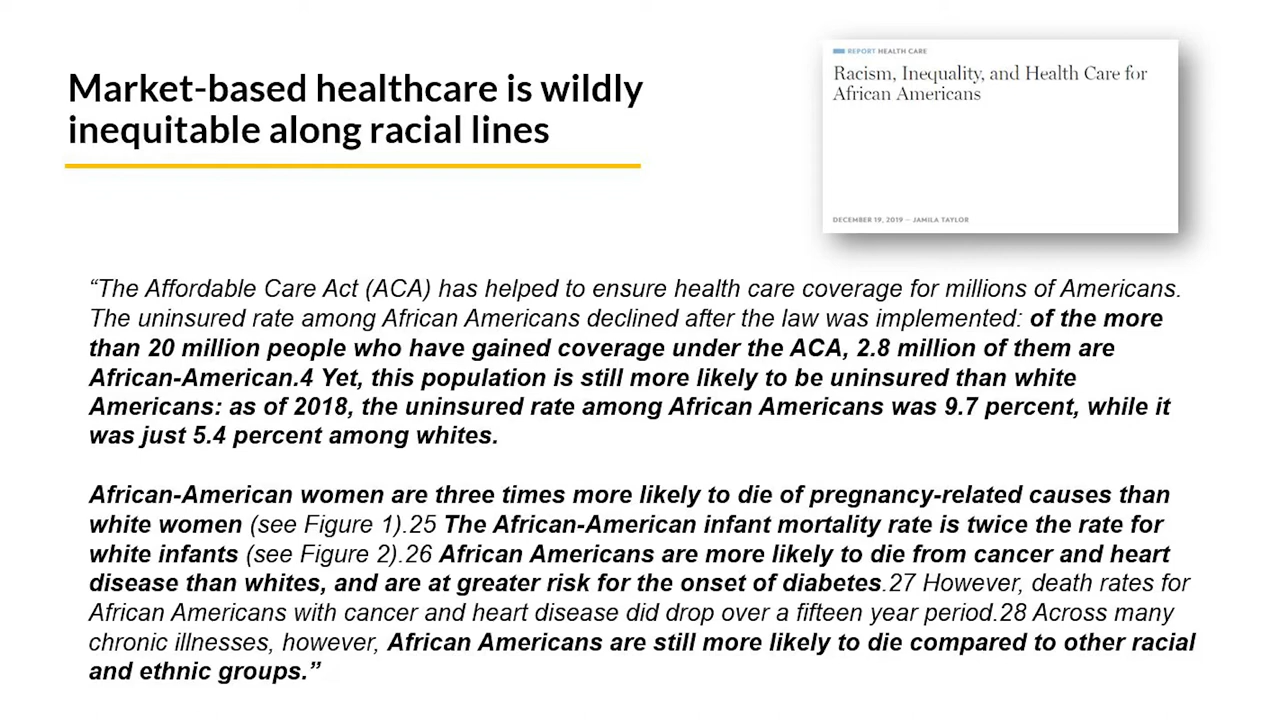 Market-based healthcare is wildly
inequitable along racial lines
REPORT HEALTH CARE
Racism, Inequality, and Health Care for
African Americans
DECEMBER 19, 2019 — JAMILA TAYLOR
“The Affordable Care Act (ACA) has helped to ensure health care coverage for millions of Americans.
The uninsured rate among African Americans declined after the law was implemented: of the more
than 20 million people who have gained coverage under the ACA, 2.8 million of them are
African-American.4 Yet, this population is still more likely to be uninsured than white
Americans: as of 2018, the uninsured rate among African Americans was 9.7 percent, while it
was just 5.4 percent among whites.
African-American women are three times more likely to die of pregnancy-related causes than
white women (see Figure 1).25 The African-American infant mortality rate is twice the rate for
white infants (see Figure 2).26 African Americans are more likely to die from cancer and heart
disease than whites, and are at greater risk for the onset of diabetes.27 However, death rates for
African Americans with cancer and heart disease did drop over a fifteen year period.28 Across many
chronic illnesses, however, African Americans are still more likely to die compared to other racial
and ethnic groups.”